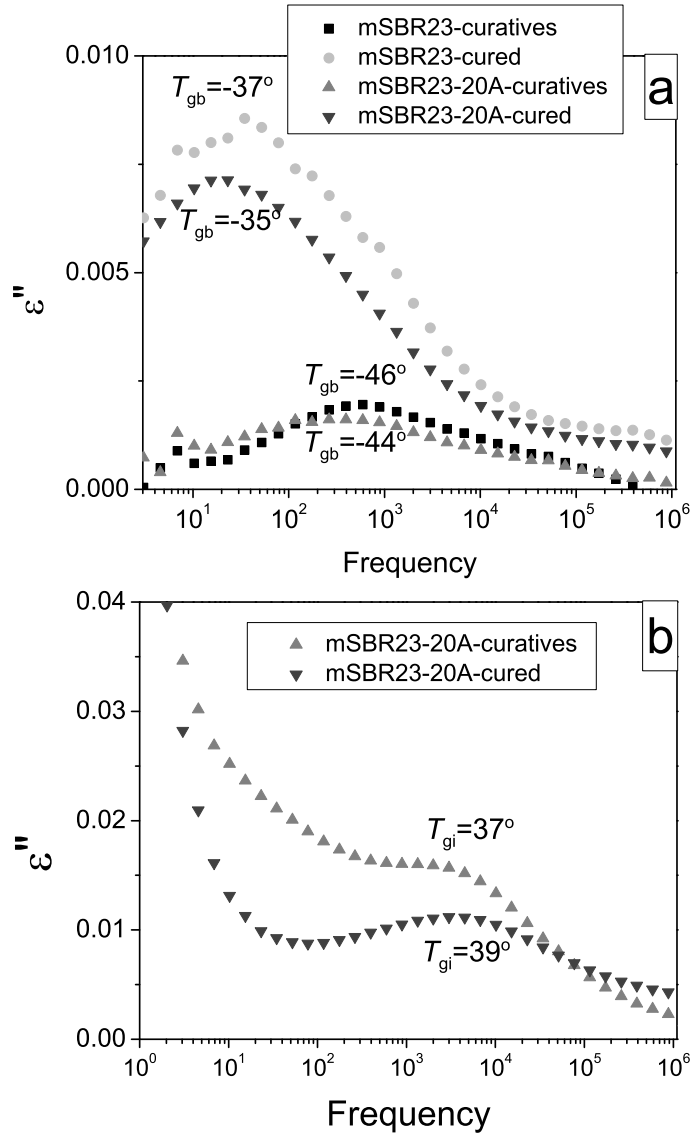 mSBR23-curatives
mSBR23-cured
mSBR23-20A-curatives
mSBR23-20A-cured
a
0.010
Tgb=-37º
Tgb=-35º
0.005
ε"
Tgb=-46º
Tgb=-44º
0.000
10¹ 10² 10³ 10⁴ 10⁵ 10⁶
Frequency
b
0.04
mSBR23-20A-curatives
mSBR23-20A-cured
0.03
0.02
Tgi=37º
ε"
0.01
Tgi=39º
0.00
10⁰ 10¹ 10² 10³ 10⁴ 10⁵ 10⁶
Frequency